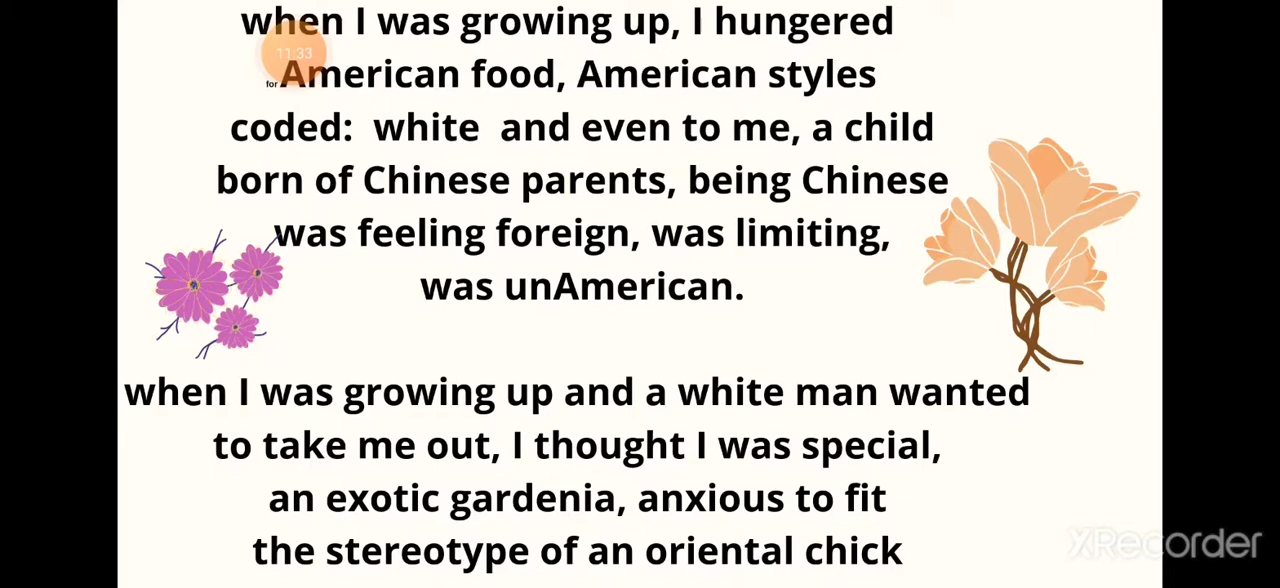 when I was growing up, I hungered
11:33
for American food, American styles
coded: white and even to me, a child
born of Chinese parents, being Chinese
was feeling foreign, was limiting,
was unAmerican.
when I was growing up and a white man wanted
to take me out, I thought I was special,
an exotic gardenia, anxious to fit
the stereotype of an oriental chick
XRecorder